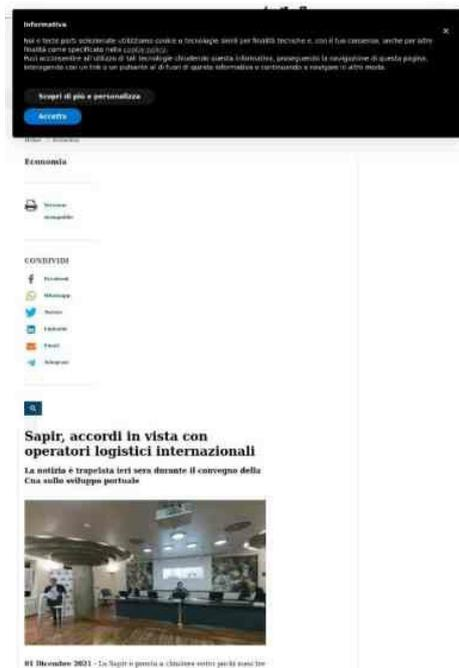 Informativa
Noi e terze parti selezionate utilizziamo cookie o tecnologie simili per finalità tecniche e, con il tuo consenso, anche per altre
finalità come specificato nella cookie policy.
Puoi acconsentire all'utilizzo di tali tecnologie chiudendo questa informativa, proseguendo la navigazione di questa pagina,
interagendo con un link o un pulsante al di fuori di questa informativa o continuando a navigare in altro modo.
×
Scopri di più e personalizza
Accetta
Home Economia
Economia
Versione
stampabile
CONDIVIDI
Facebook
Whatsapp
Twitter
Linkedin
Email
Telegram
Sapir, accordi in vista con
operatori logistici internazionali
La notizia è trapelata ieri sera durante il convegno della
Cna sullo sviluppo portuale
01 Dicembre 2021 - La Sapir è pronta a chiudere entro pochi mesi tre